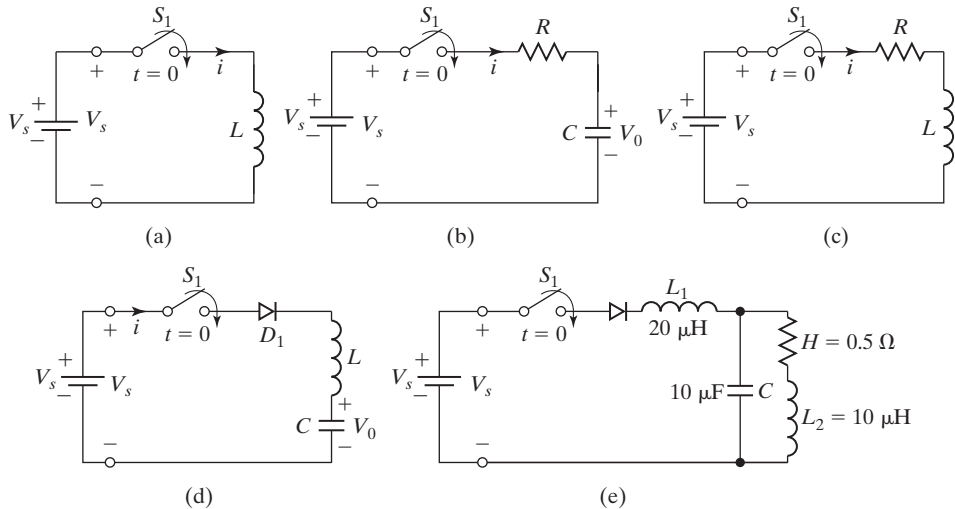 S1
+
t = 0
i
+
Vs
−
Vs
L
−
(a)
S1
R
+
t = 0
i
+
Vs
−
Vs
+
C
V0
−
−
(b)
S1
R
+
t = 0
i
+
Vs
−
Vs
L
−
(c)
S1
i
+
t = 0
D1
+
Vs
−
Vs
L
+
C
V0
−
−
(d)
S1
L1
+
t = 0
20 μH
H = 0.5 Ω
+
Vs
−
Vs
10 μF
C
L2 = 10 μH
−
(e)